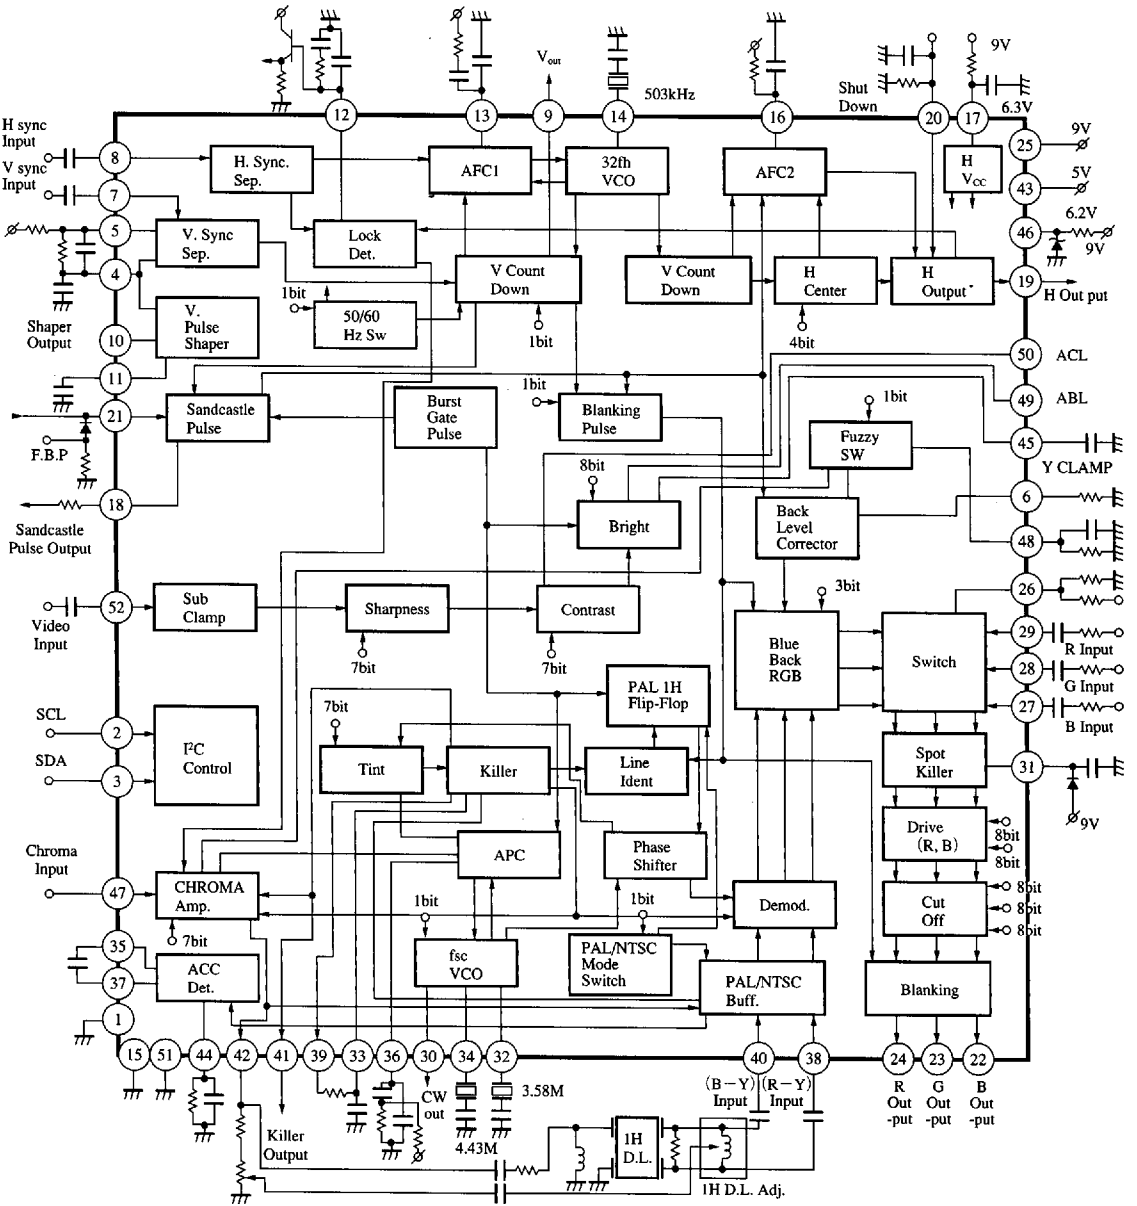 12
13
9
14
16
20
17
V out
503kHz
9V
Shut
Down
6.3V
H sync
Input
8
V sync
Input
7
5
4
Shaper
Output
10
11
21
F.B.P
18
Sandcastle
Pulse Output
52
Video
Input
SCL
2
SDA
3
Chroma
Input
47
35
37
1
H. Sync.
Sep.
AFC1
32fh
VCO
AFC2
H
VCC
25
9V
43
5V
46
6.2V
9V
19
H Out put
V. Sync
Sep.
Lock
Det.
V Count
Down
V Count
Down
H
Center
H
Output
1bit
50/60
Hz Sw
1bit
4bit
V.
Pulse
Shaper
50
ACL
49
ABL
45
Y CLAMP
6
48
26
29
R Input
28
G Input
27
B Input
31
9V
Sandcastle
Pulse
Burst
Gate
Pulse
1bit
Blanking
Pulse
1bit
Fuzzy
SW
8bit
Bright
Back
Level
Corrector
Sub
Clamp
Sharpness
7bit
Contrast
7bit
3bit
Blue
Back
RGB
Switch
I²C
Control
7bit
Tint
Killer
PAL 1H
Flip-Flop
Line
Ident
Spot
Killer
Drive
(R, B)
8bit
8bit
APC
Phase
Shifter
CHROMA
Amp.
7bit
1bit
1bit
Demod.
Cut
Off
8bit
8bit
8bit
ACC
Det.
fsc
VCO
PAL/NTSC
Mode
Switch
PAL/NTSC
Buff.
Blanking
15
51
44
42
41
39
33
36
30
34
32
40
38
24
23
22
CW
out
3.58M
4.43M
Killer
Output
(B－Y)
Input
(R－Y)
Input
R
Out
-put
G
Out
-put
B
Out
-put
1H
D.L.
1H D.L. Adj.